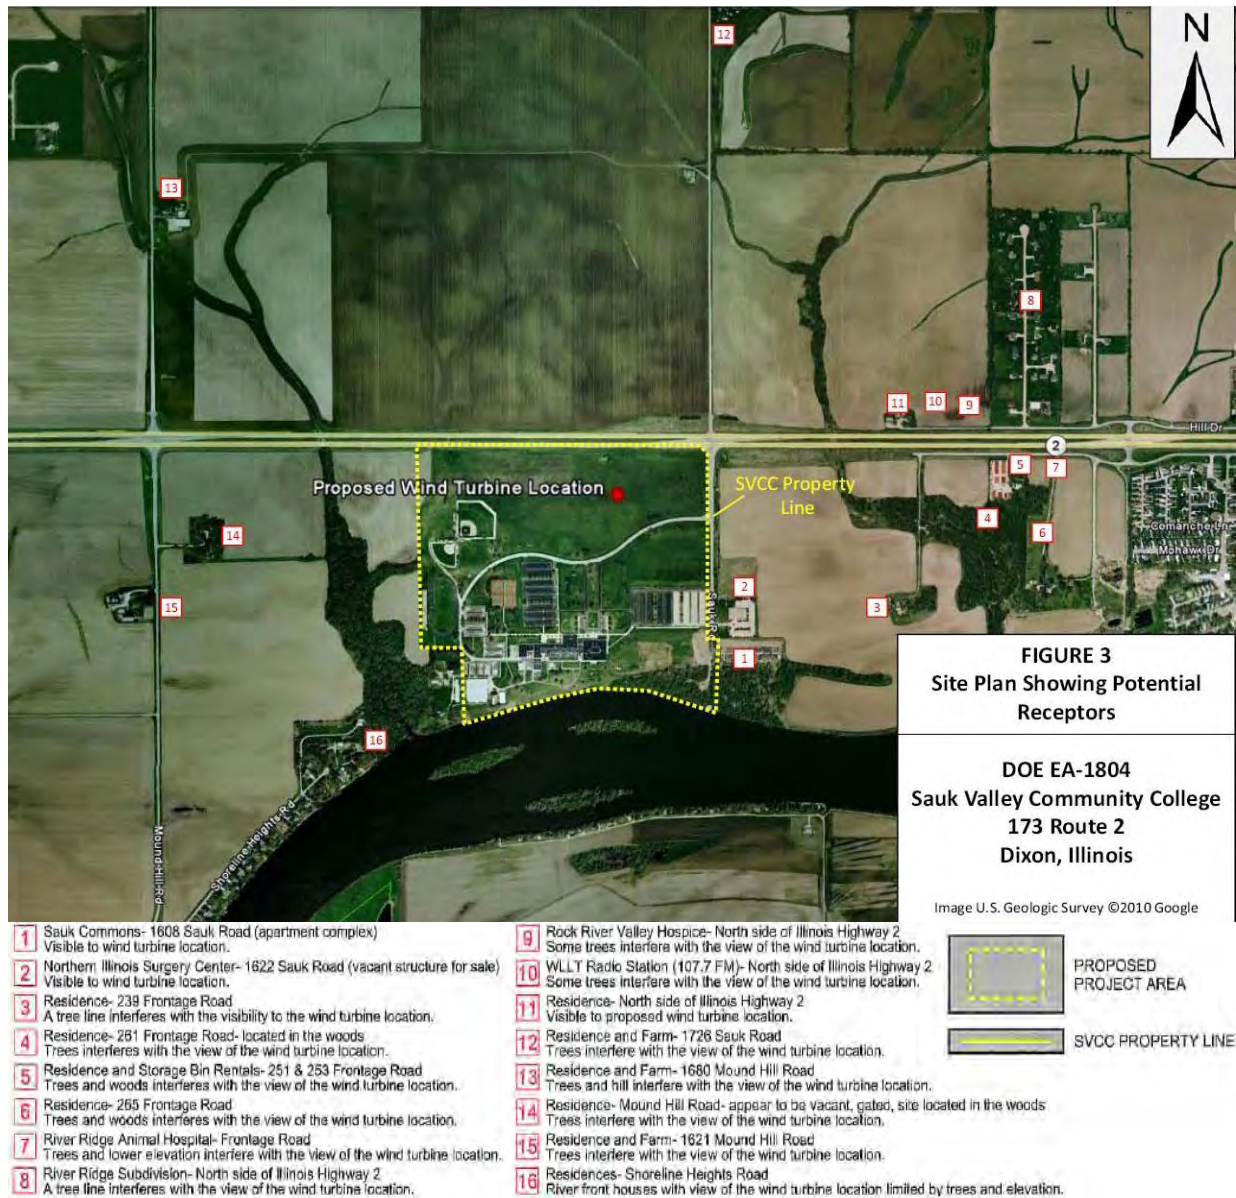 12
N
13
8
11
10
9
Hill Dr
2
Proposed Wind Turbine Location
SVCC Property
Line
5
7
4
6
Comanche Ln
Mohawk Dr
14
15
2
3
Sauk Rd
1
16
Mound Hill Rd
Shoreline Heights Rd
FIGURE 3
Site Plan Showing Potential
Receptors
DOE EA-1804
Sauk Valley Community College
173 Route 2
Dixon, Illinois
Image U.S. Geologic Survey ©2010 Google
1 Sauk Commons- 1608 Sauk Road (apartment complex)
Visible to wind turbine location.
2 Northern Illinois Surgery Center- 1622 Sauk Road (vacant structure for sale)
Visible to wind turbine location.
3 Residence- 239 Frontage Road
A tree line interferes with the visibility to the wind turbine location.
4 Residence- 261 Frontage Road- located in the woods
Trees interferes with the view of the wind turbine location.
5 Residence and Storage Bin Rentals- 251 & 253 Frontage Road
Trees and woods interferes with the view of the wind turbine location.
6 Residence- 265 Frontage Road
Trees and woods interferes with the view of the wind turbine location.
7 River Ridge Animal Hospital- Frontage Road
Trees and lower elevation interfere with the view of the wind turbine location.
8 River Ridge Subdivision- North side of Illinois Highway 2
A tree line interferes with the view of the wind turbine location.
9 Rock River Valley Hospice- North side of Illinois Highway 2
Some trees interfere with the view of the wind turbine location.
10 WLLT Radio Station (107.7 FM)- North side of Illinois Highway 2
Some trees interfere with the view of the wind turbine location.
11 Residence- North side of Illinois Highway 2
Visible to proposed wind turbine location.
12 Residence and Farm- 1726 Sauk Road
Trees interfere with the view of the wind turbine location.
13 Residence and Farm- 1680 Mound Hill Road
Trees and hill interfere with the view of the wind turbine location.
14 Residence- Mound Hill Road- appear to be vacant, gated, site located in the woods
Trees interfere with the view of the wind turbine location.
15 Residence and Farm- 1621 Mound Hill Road
Trees interfere with the view of the wind turbine location.
16 Residences- Shoreline Heights Road
River front houses with view of the wind turbine location limited by trees and elevation.
PROPOSED
PROJECT AREA
SVCC PROPERTY LINE